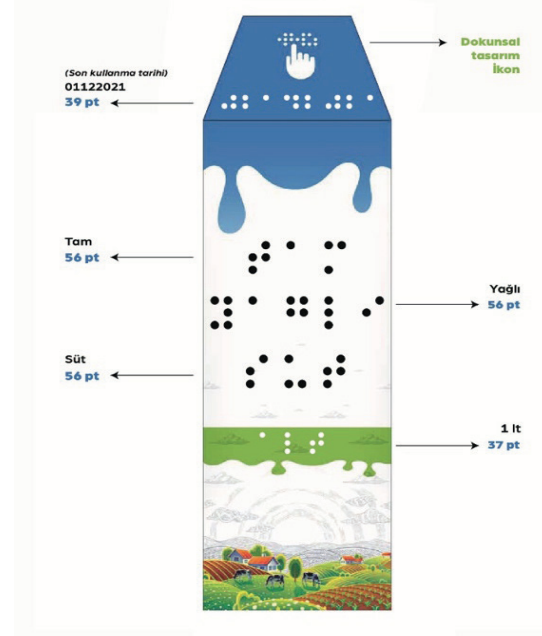 Dokunsal
tasarım
İkon
(Son kullanma tarihi)
01122021
39 pt
Tam
56 pt
Yağlı
56 pt
Süt
56 pt
1 lt
37 pt